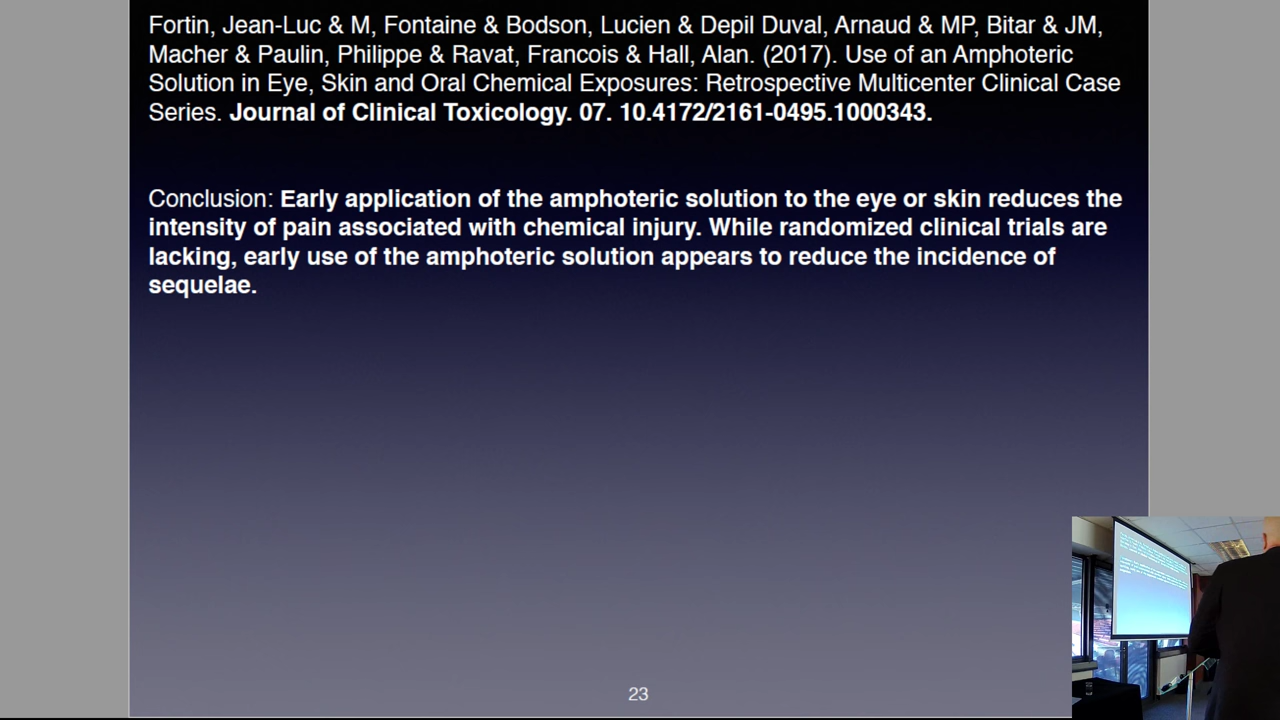 Fortin, Jean-Luc & M, Fontaine & Bodson, Lucien & Depil Duval, Arnaud & MP, Bitar & JM,
Macher & Paulin, Philippe & Ravat, Francois & Hall, Alan. (2017). Use of an Amphoteric
Solution in Eye, Skin and Oral Chemical Exposures: Retrospective Multicenter Clinical Case
Series. Journal of Clinical Toxicology. 07. 10.4172/2161-0495.1000343.
Conclusion: Early application of the amphoteric solution to the eye or skin reduces the
intensity of pain associated with chemical injury. While randomized clinical trials are
lacking, early use of the amphoteric solution appears to reduce the incidence of
sequelae.
23